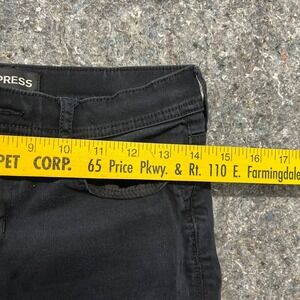 PRESS
9 10 11 12 13 14 15 16 17
PET CORP. 65 Price Pkwy. & Rt. 110 E. Farmingdale